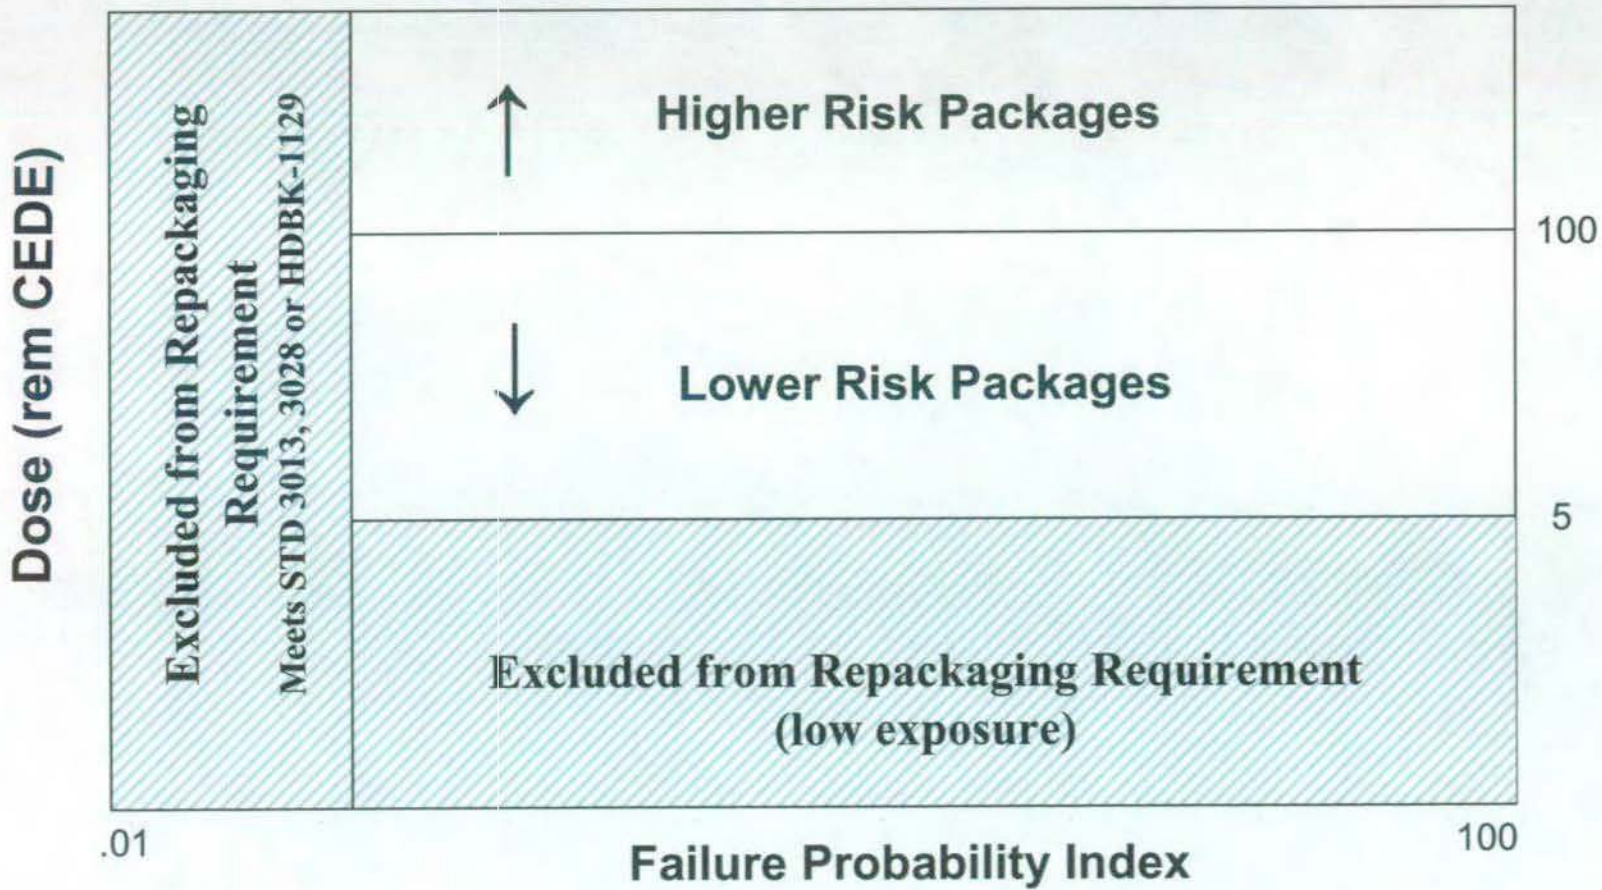 Dose (rem CEDE)
Excluded from Repackaging
Requirement
Meets STD 3013, 3028 or HDBK-1129
Higher Risk Packages
100
Lower Risk Packages
5
Excluded from Repackaging Requirement
(low exposure)
.01
100
Failure Probability Index